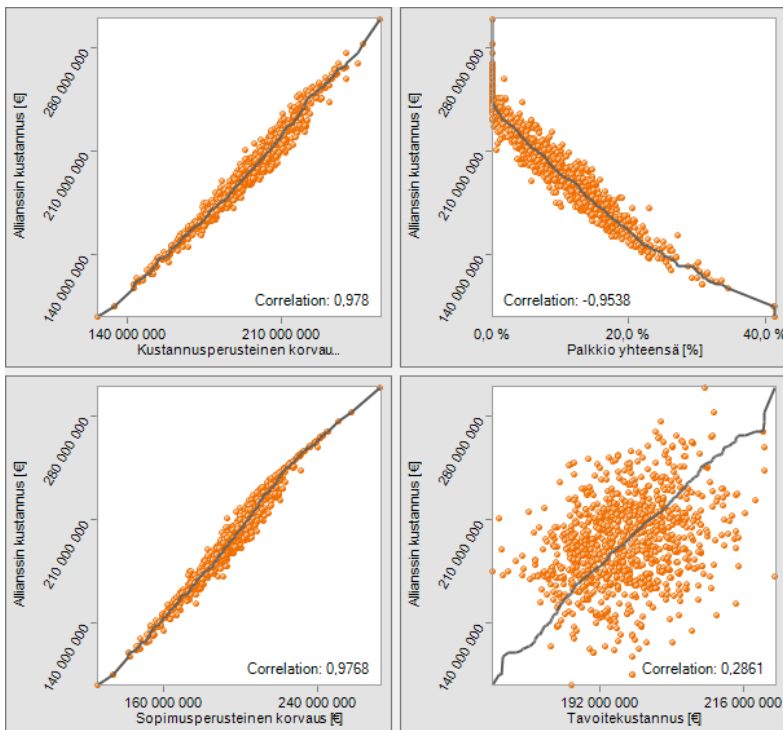 Allianssin kustannus [€]
280 000 000
210 000 000
140 000 000
Correlation: 0,978
140 000 000 210 000 000
Kustannusperusteinen korvau...
Allianssin kustannus [€]
280 000 000
210 000 000
140 000 000
Correlation: -0,9538
0,0 % 20,0 % 40,0 %
Palkkio yhteensä [%]
Allianssin kustannus [€]
280 000 000
210 000 000
140 000 000
Correlation: 0,9768
160 000 000 240 000 000
Sopimusperusteinen korvaus [€]
Allianssin kustannus [€]
280 000 000
210 000 000
140 000 000
Correlation: 0,2861
192 000 000 216 000 000
Tavoitekustannus [€]